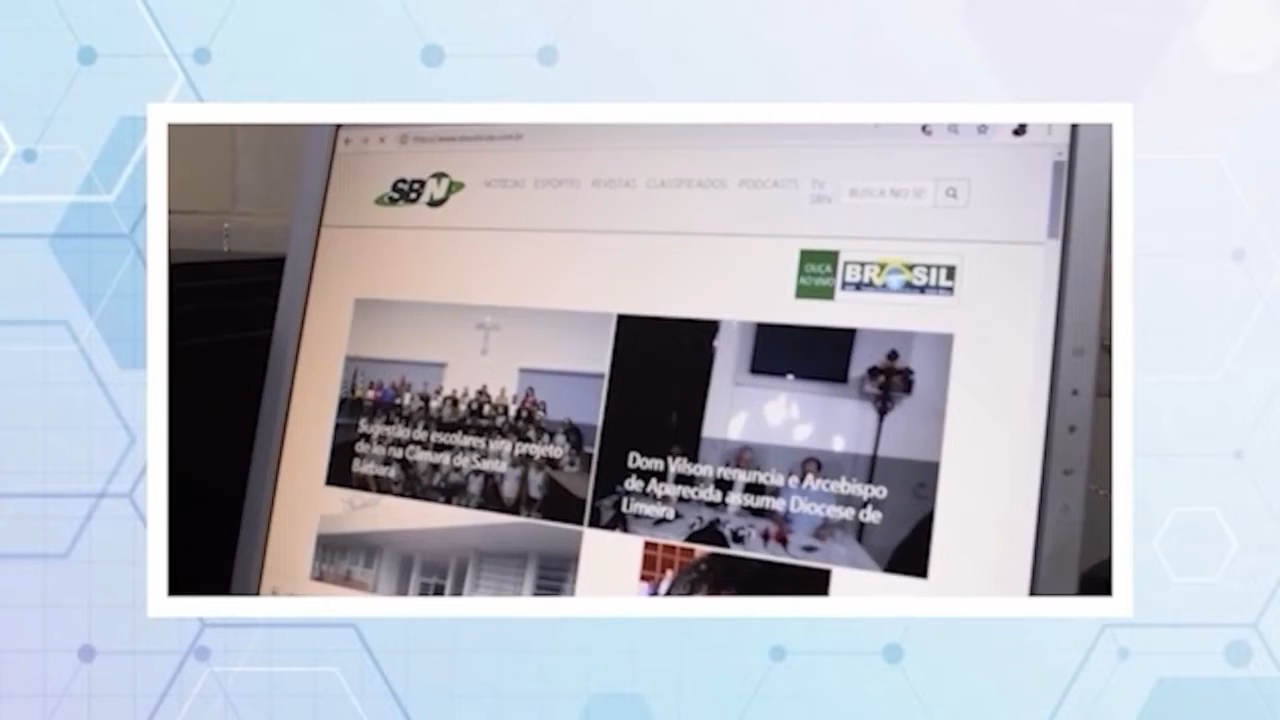 SBN
NOTÍCIAS ESPORTES REVISTAS CLASSIFICADOS PODCASTS TV SBN
BUSCA NO SI
OUÇA AO VIVO
BRASIL
Sugestão de escolares vira projeto
de lei na Câmara de Santa
Bárbara
Dom Vilson renuncia e Arcebispo
de Aparecida assume Diocese de
Limeira